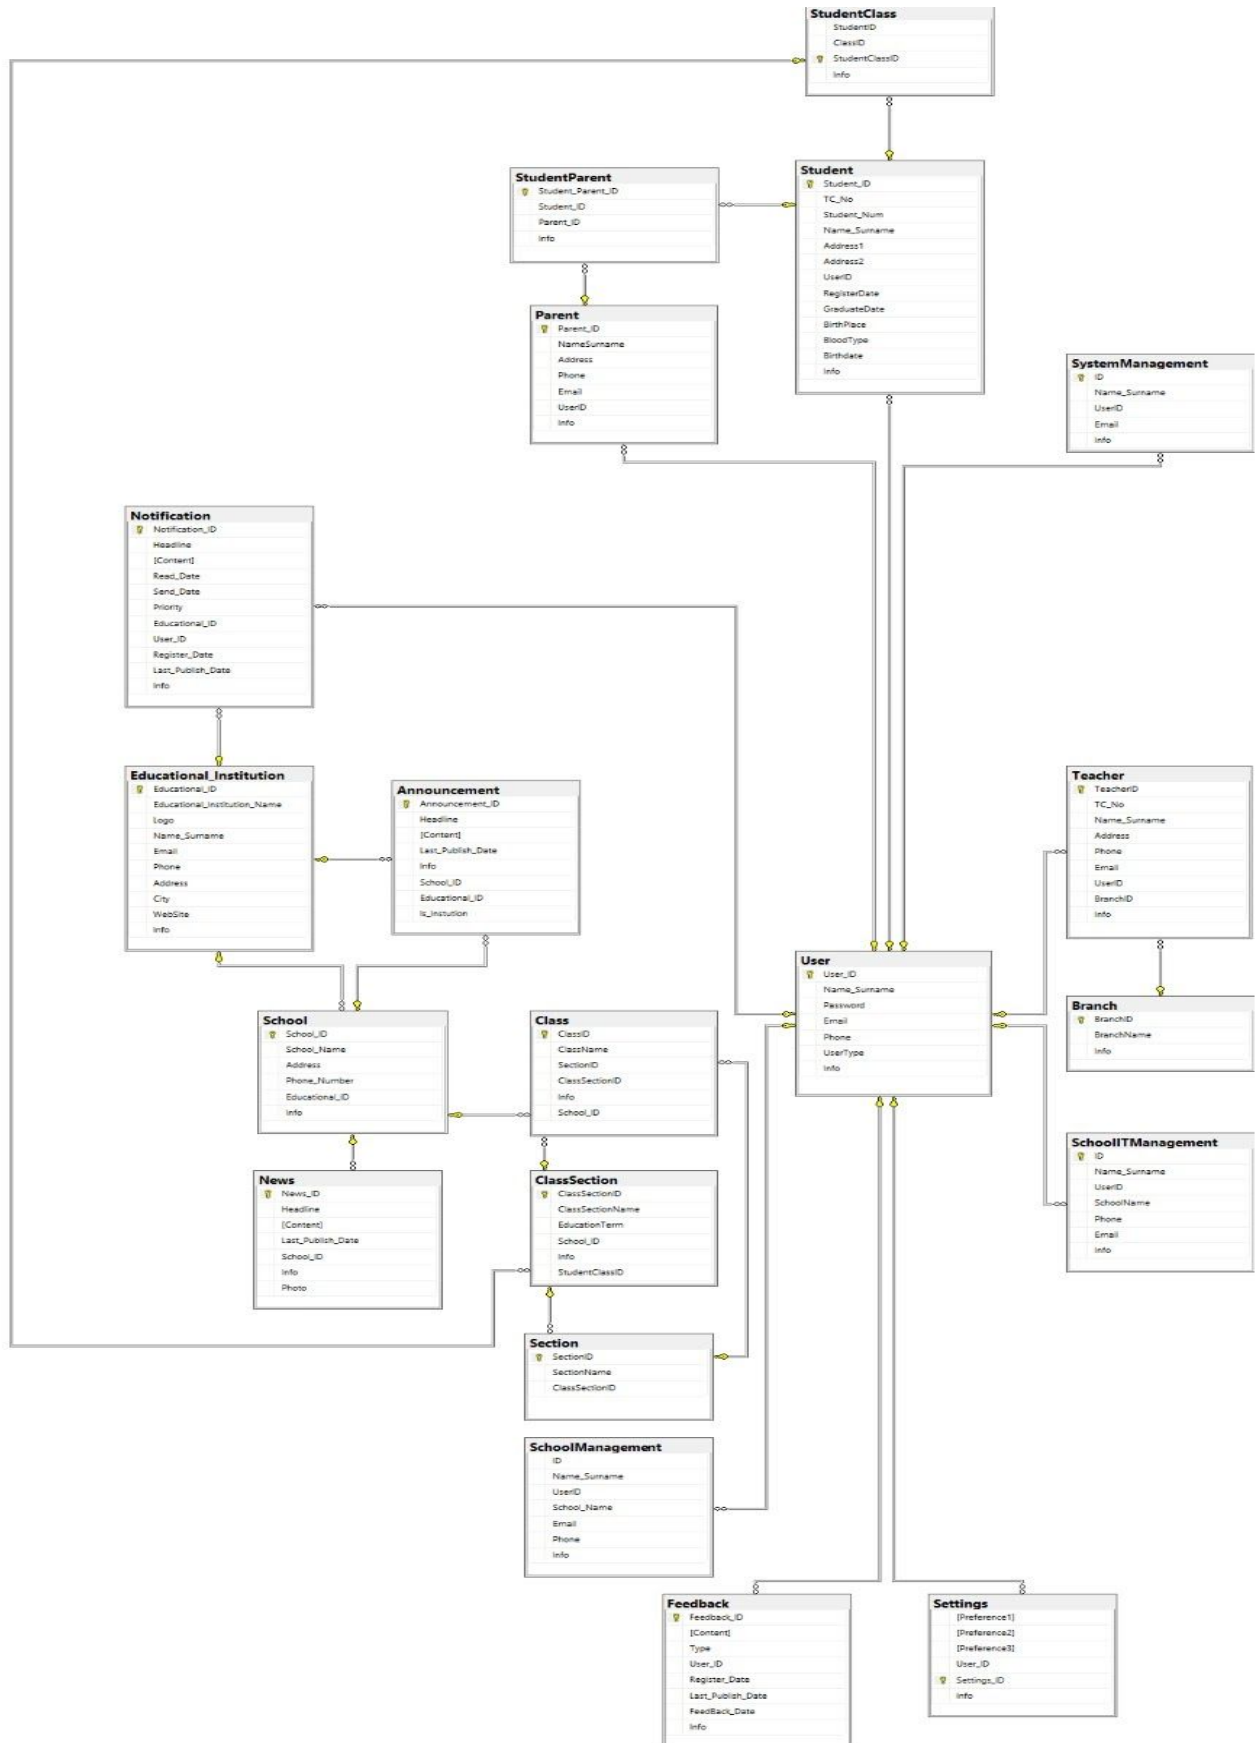 StudentClass
StudentID
ClassID
StudentClassID
Info
StudentParent
Student_Parent_ID
Student_ID
Parent_ID
Info
Student
Student_ID
TC_No
Student_Num
Name_Surname
Address1
Address2
UserID
RegisterDate
GraduateDate
BirthPlace
BloodType
Birthdate
Info
Parent
Parent_ID
NameSurname
Address
Phone
Email
UserID
Info
SystemManagement
ID
Name_Surname
UserID
Email
Info
Notification
Notification_ID
Headline
[Content]
Read_Date
Send_Date
Priority
Educational_ID
User_ID
Register_Date
Last_Publish_Date
Info
Educational_Institution
Educational_ID
Educational_Institution_Name
Logo
Name_Surname
Email
Phone
Address
City
WebSite
Info
Announcement
Announcement_ID
Headline
[Content]
Last_Publish_Date
Info
School_ID
Educational_ID
Is_Instution
Teacher
TeacherID
TC_No
Name_Surname
Address
Phone
Email
UserID
BranchID
Info
User
User_ID
Name_Surname
Password
Email
Phone
UserType
Info
Branch
BranchID
BranchName
Info
School
School_ID
School_Name
Address
Phone_Number
Educational_ID
Info
Class
ClassID
ClassName
SectionID
ClassSectionID
Info
School_ID
SchoolITManagement
ID
Name_Surname
UserID
SchoolName
Phone
Email
Info
News
News_ID
Headline
[Content]
Last_Publish_Date
School_ID
Info
Photo
ClassSection
ClassSectionID
ClassSectionName
EducationTerm
School_ID
Info
StudentClassID
Section
SectionID
SectionName
ClassSectionID
SchoolManagement
ID
Name_Surname
UserID
School_Name
Email
Phone
Info
Feedback
Feedback_ID
[Content]
Type
User_ID
Register_Date
Last_Publish_Date
FeedBack_Date
Info
Settings
[Preference1]
[Preference2]
[Preference3]
User_ID
Settings_ID
Info